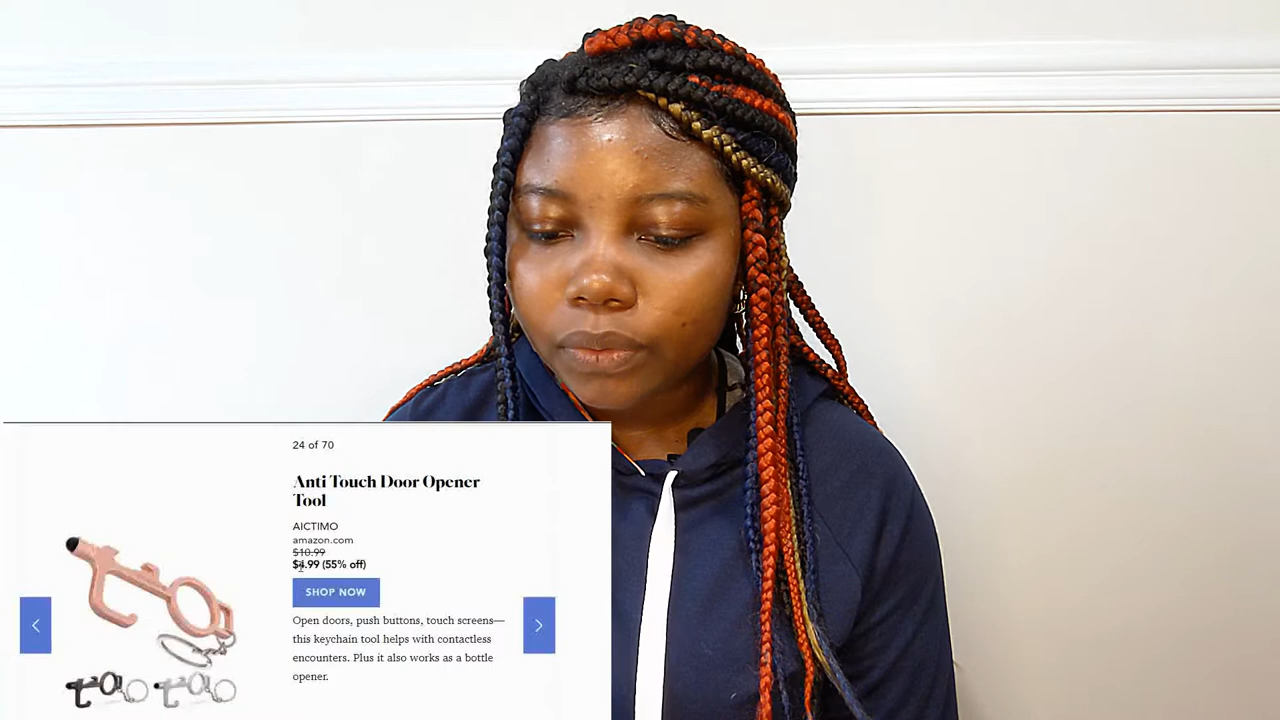 24 of 70
Anti Touch Door Opener
Tool
AICTIMO
amazon.com
$10.99
$4.99 (55% off)
SHOP NOW
Open doors, push buttons, touch screens—
this keychain tool helps with contactless
encounters. Plus it also works as a bottle
opener.